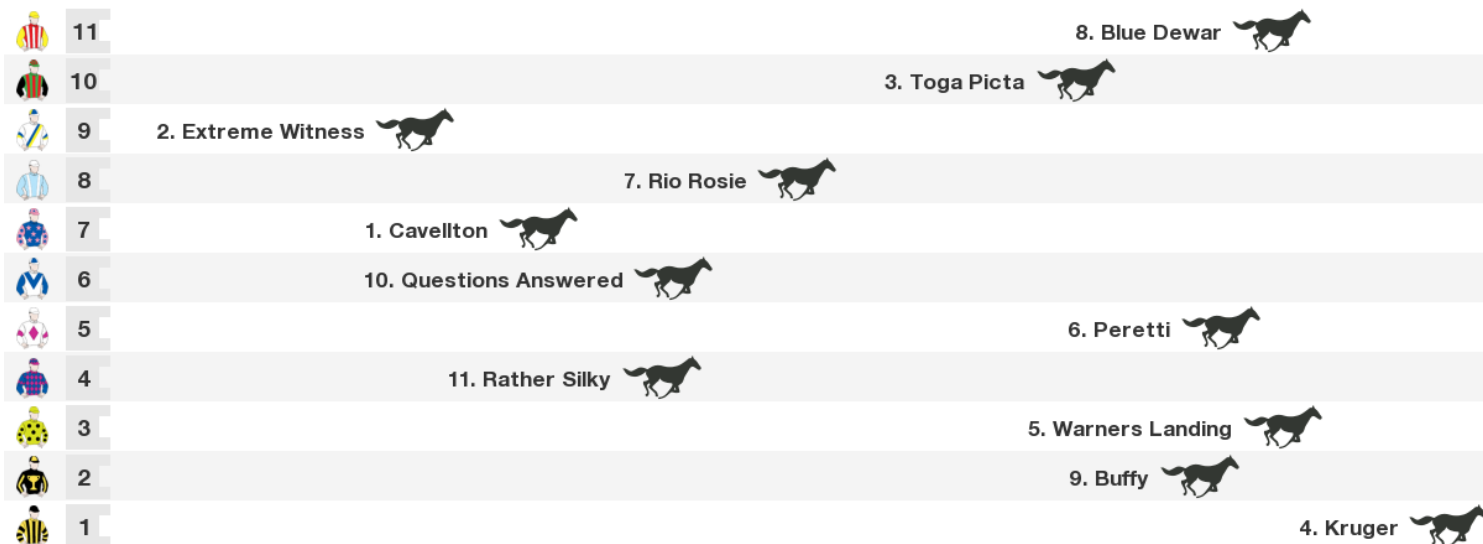 11 8. Blue Dewar
10 3. Toga Picta
9 2. Extreme Witness
8 7. Rio Rosie
7 1. Cavellton
6 10. Questions Answered
5 6. Peretti
4 11. Rather Silky
3 5. Warners Landing
2 9. Buffy
1 4. Kruger